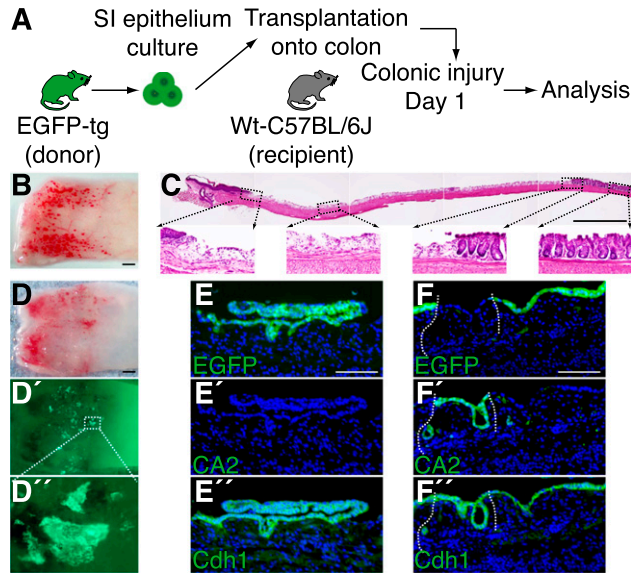 A
SI epithelium
culture
Transplantation
onto colon
Colonic injury
Day 1
Analysis
EGFP-tg
(donor)
Wt-C57BL/6J
(recipient)
B
C
D
E
EGFP
F
EGFP
D´
E´
CA2
F´
CA2
D´´
E´´
Cdh1
F´´
Cdh1